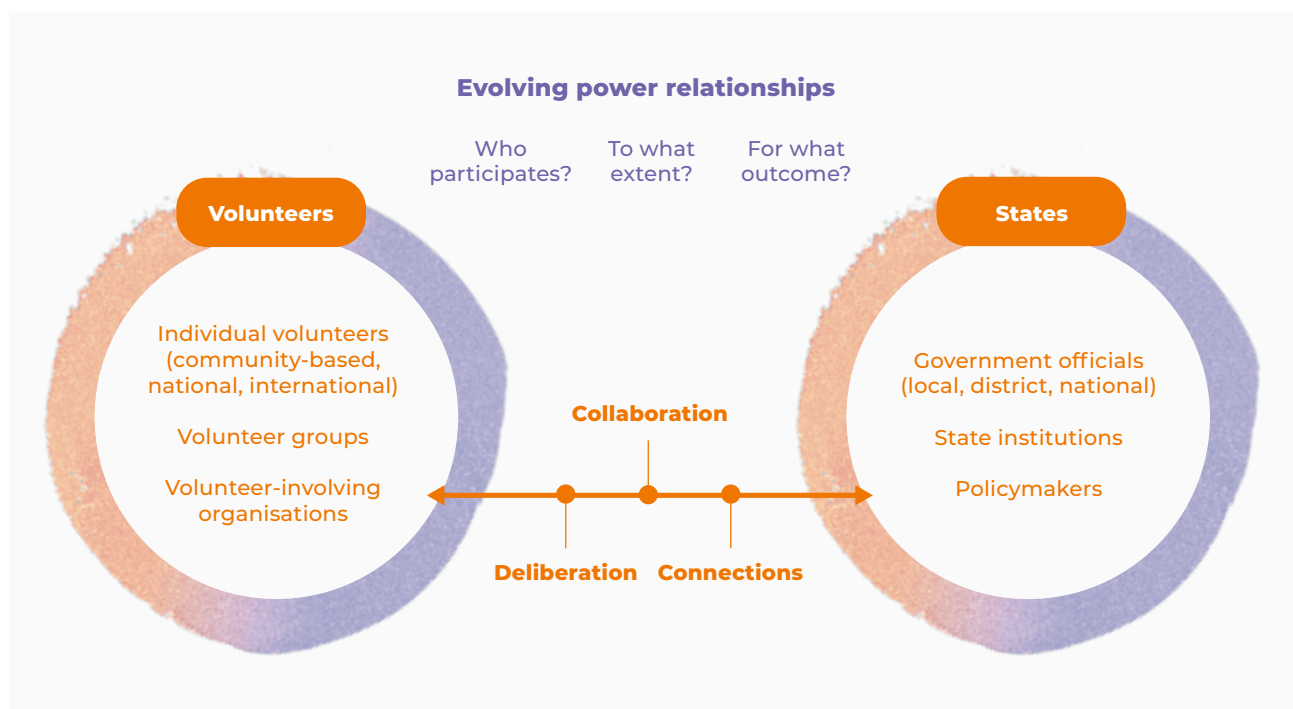 Evolving power relationships
Who
participates?
To what
extent?
For what
outcome?
Volunteers
Individual volunteers
(community-based,
national, international)
Volunteer groups
Volunteer-involving
organisations
Collaboration
Deliberation
Connections
States
Government officials
(local, district, national)
State institutions
Policymakers